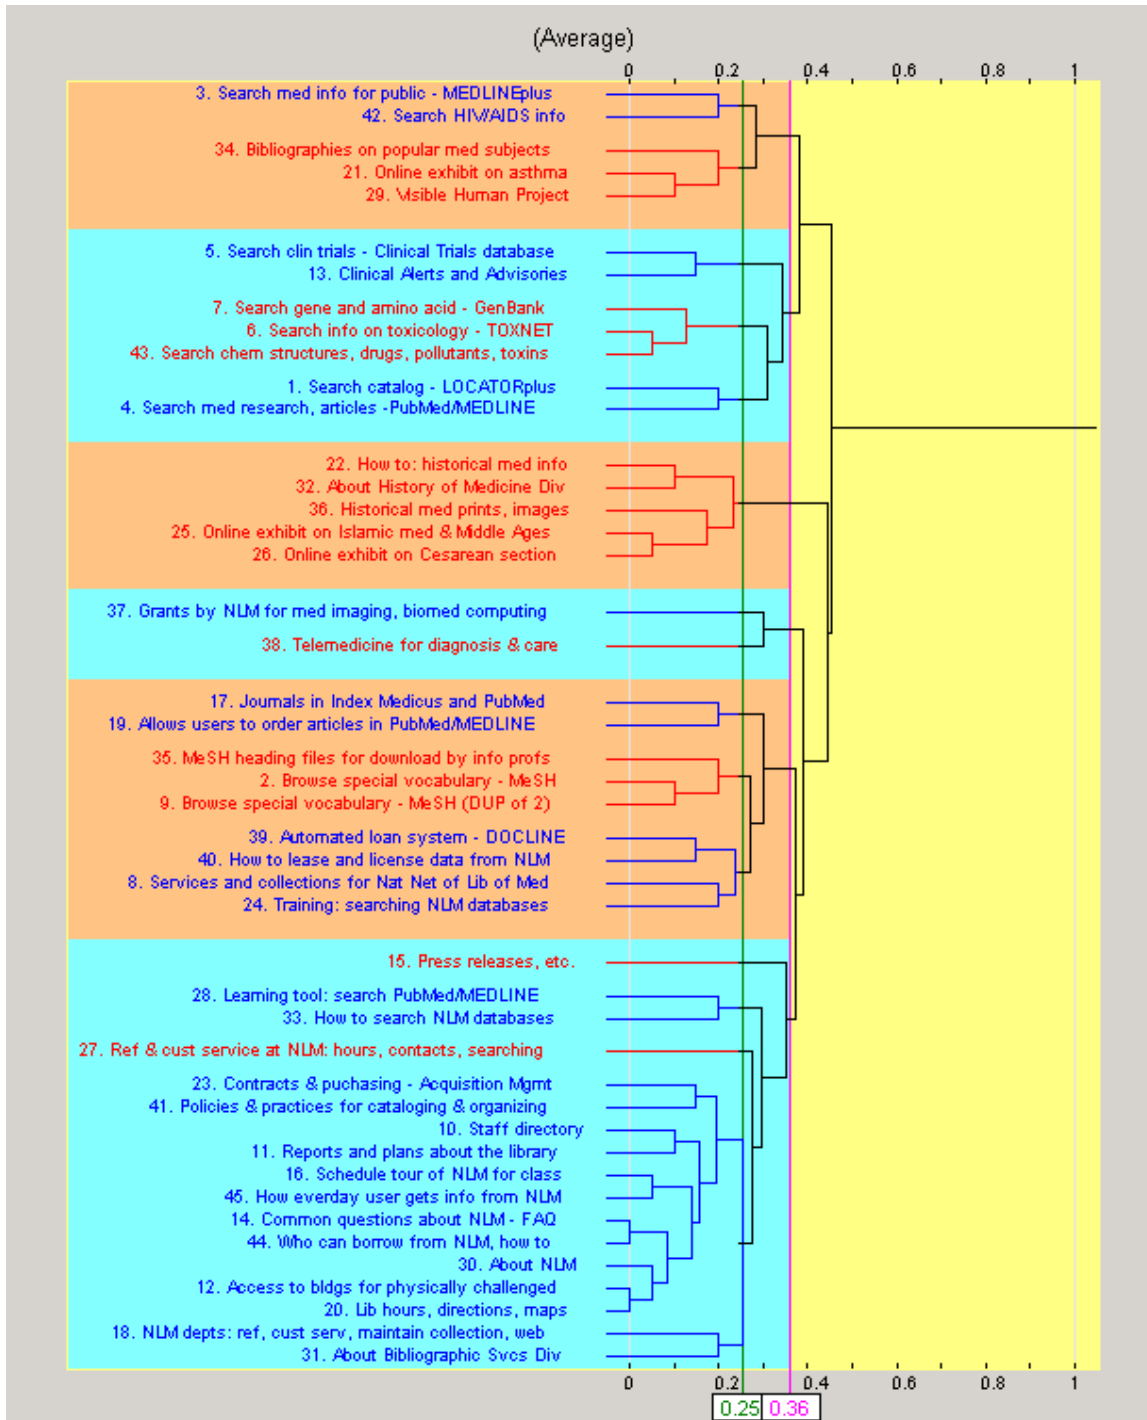 (Average)
0 0.2 0.4 0.6 0.8 1
3. Search med info for public - MEDLINEplus
42. Search HIV/AIDS info
34. Bibliographies on popular med subjects
21. Online exhibit on asthma
29. Visible Human Project
5. Search clin trials - Clinical Trials database
13. Clinical Alerts and Advisories
7. Search gene and amino acid - GenBank
6. Search info on toxicology - TOXNET
43. Search chem structures, drugs, pollutants, toxins
1. Search catalog - LOCATORplus
4. Search med research, articles -PubMed/MEDLINE
22. How to: historical med info
32. About History of Medicine Div
36. Historical med prints, images
25. Online exhibit on Islamic med & Middle Ages
26. Online exhibit on Cesarean section
37. Grants by NLM for med imaging, biomed computing
38. Telemedicine for diagnosis & care
17. Journals in Index Medicus and PubMed
19. Allows users to order articles in PubMed/MEDLINE
35. MeSH heading files for download by info profs
2. Browse special vocabulary - MeSH
9. Browse special vocabulary - MeSH (DUP of 2)
39. Automated loan system - DOCLINE
40. How to lease and license data from NLM
8. Services and collections for Nat Net of Lib of Med
24. Training: searching NLM databases
15. Press releases, etc.
28. Learning tool: search PubMed/MEDLINE
33. How to search NLM databases
27. Ref & cust service at NLM: hours, contacts, searching
23. Contracts & puchasing - Acquisition Mgmt
41. Policies & practices for cataloging & organizing
10. Staff directory
11. Reports and plans about the library
16. Schedule tour of NLM for class
45. How everday user gets info from NLM
14. Common questions about NLM - FAQ
44. Who can borrow from NLM, how to
30. About NLM
12. Access to bldgs for physically challenged
20. Lib hours, directions, maps
18. NLM depts: ref, cust serv, maintain collection, web
31. About Bibliographic Svcs Div
0 0.2 0.4 0.6 0.8 1
0.25 0.36